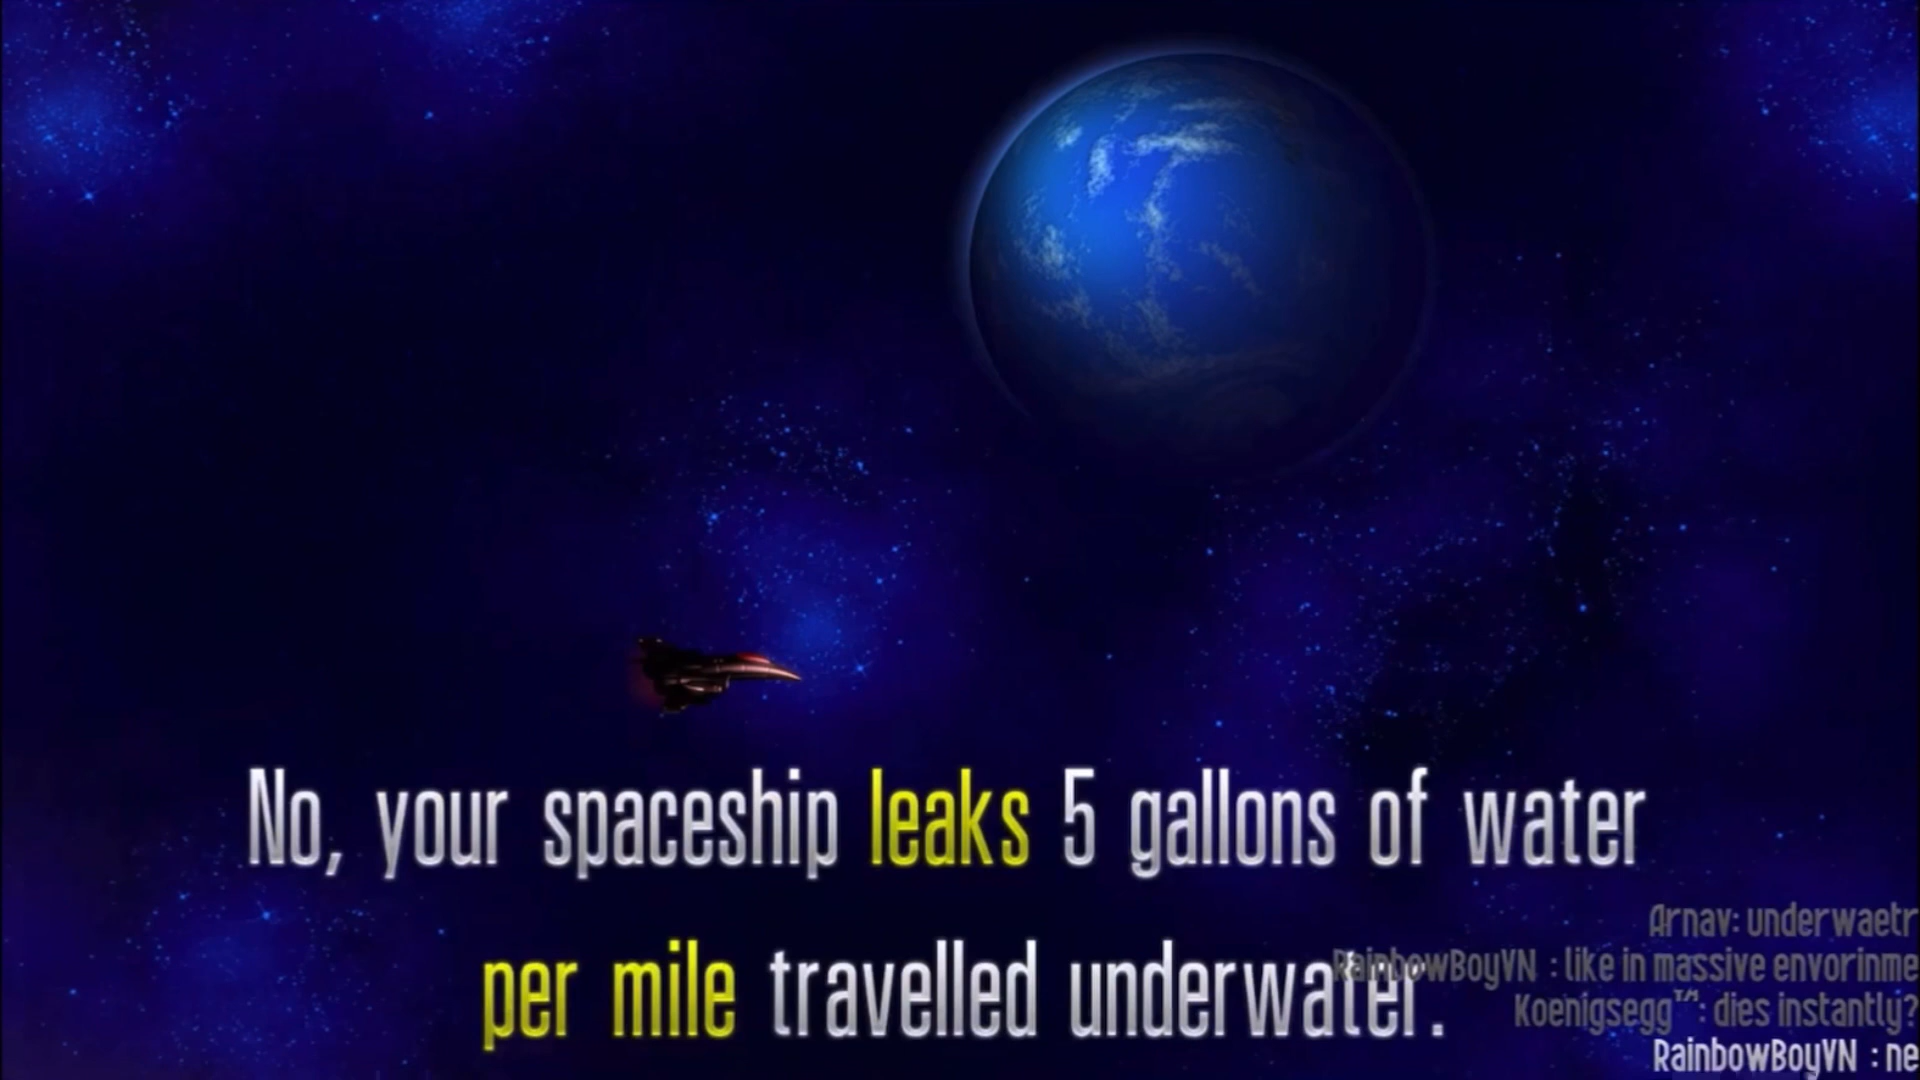 No, your spaceship leaks 5 gallons of water
per mile travelled underwater.
Arnav: underwaetr
RainbowBoyVN : like in massive envorinme
Koenigsegg™: dies instantly?
RainbowBoyVN : ne